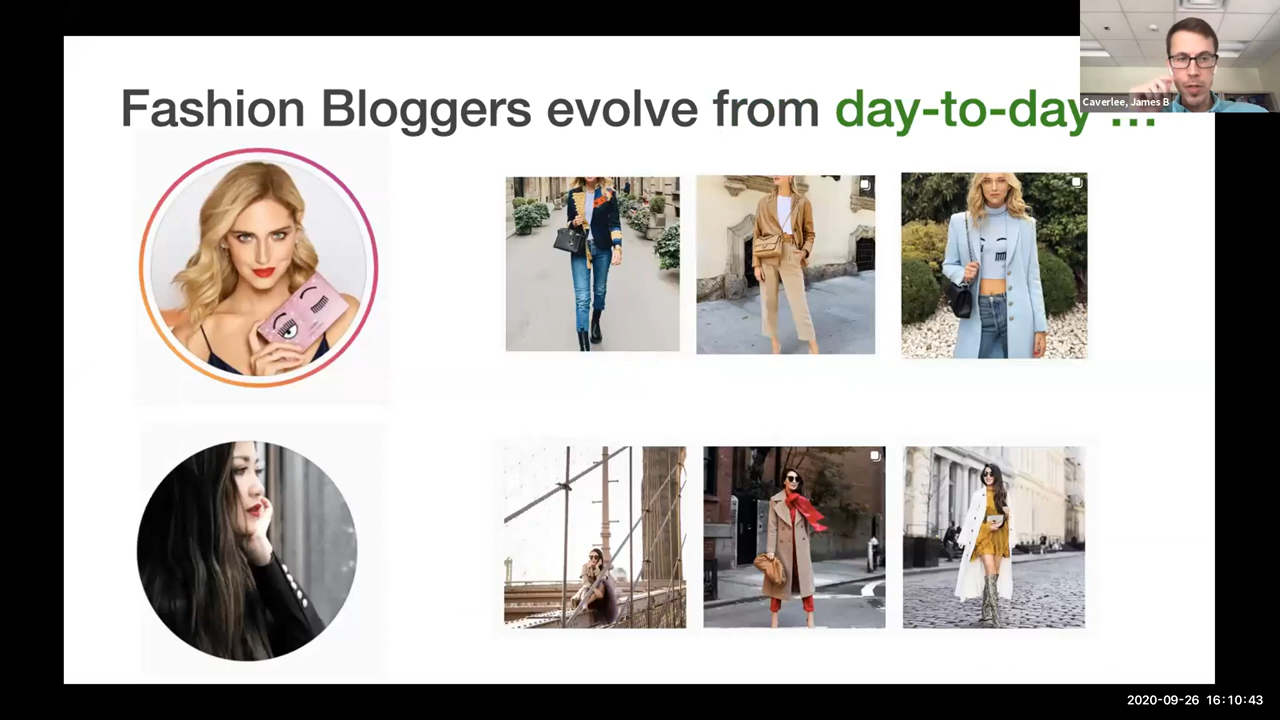 Fashion Bloggers evolve from day-to-day ...
Caverlee, James B
2020-09-26 16:10:43